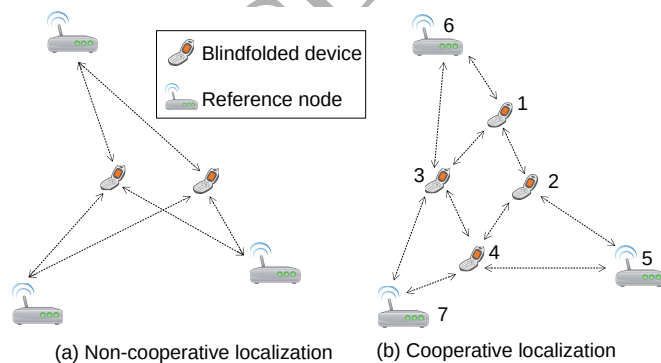 6
Blindfolded device
Reference node
1
3
2
4
5
7
(a) Non-cooperative localization
(b) Cooperative localization